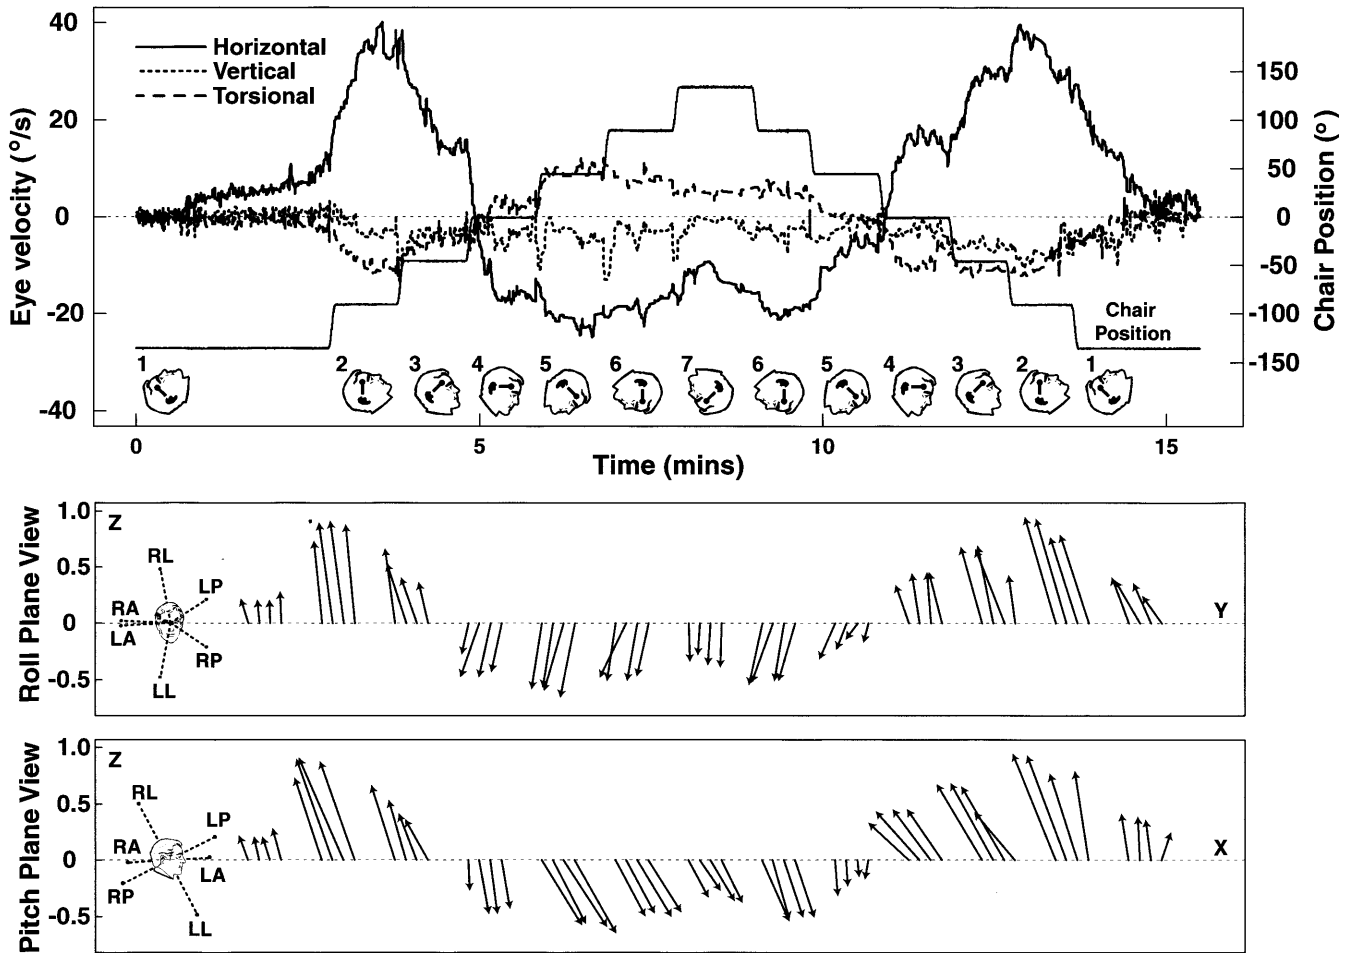 40
20
0
-20
-40
Eye velocity (°/s)
Horizontal
Vertical
Torsional
150
100
50
0
-50
-100
-150
Chair Position (°)
Chair
Position
1 2 3 4 5 6 7 6 5 4 3 2 1
0 5 10 15
Time (mins)
Roll Plane View
1.0
0.5
0
-0.5
Z
RL
LP
RA
LA
RP
LL
Y
Pitch Plane View
1.0
0.5
0
-0.5
Z
RL
LP
RA
LA
RP
LL
X